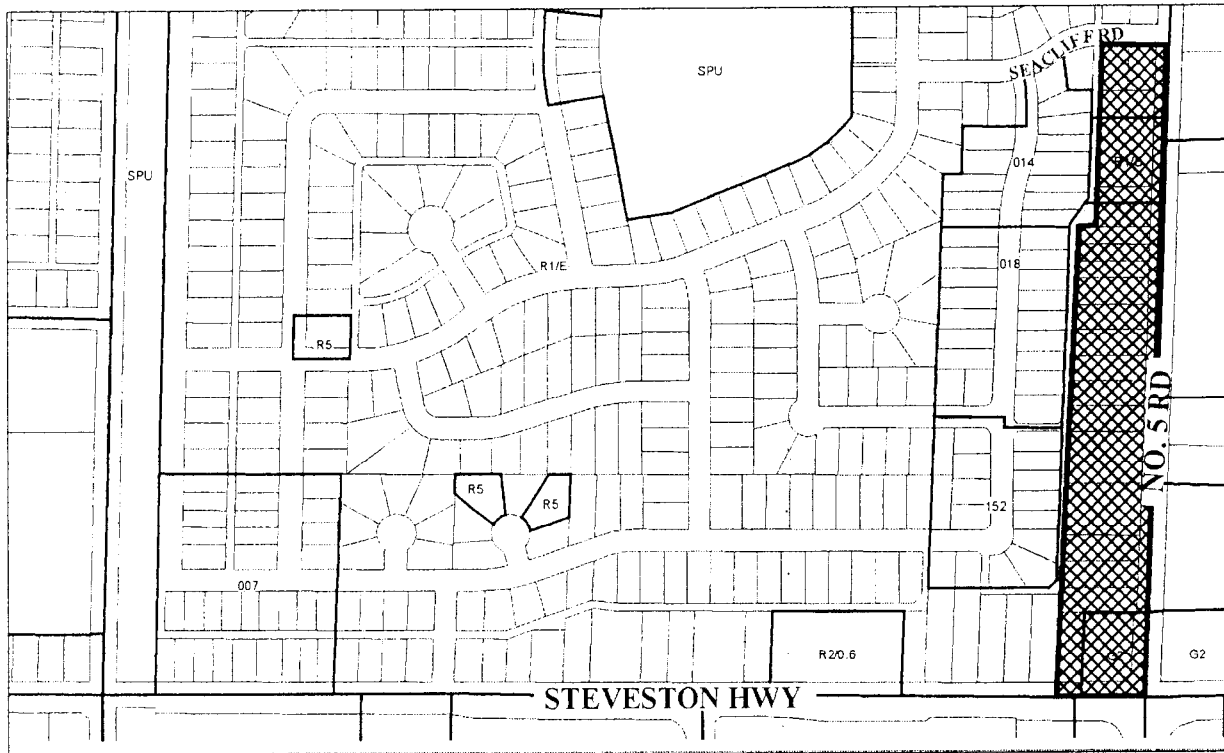 SEACLIFF RD
SPU
SPU
014
R1/E
018
R5
NO. 5 RD
R5
R5
152
007
R2/0.6
G2
STEVESTON HWY